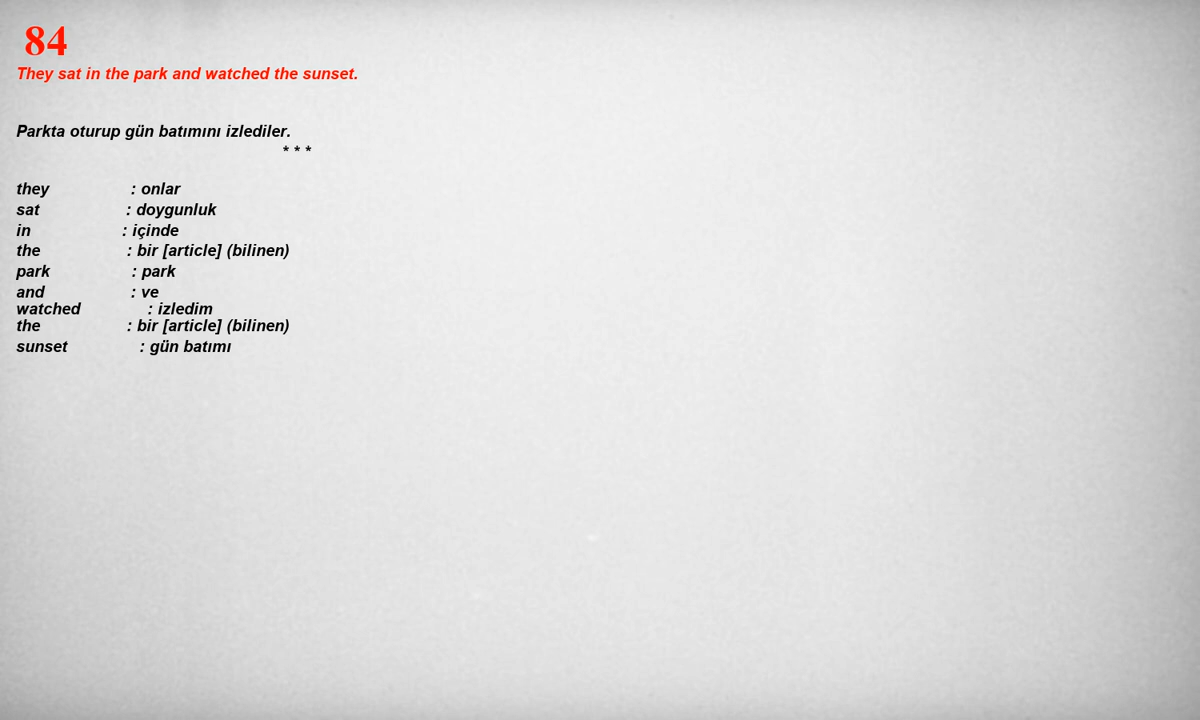 84
They sat in the park and watched the sunset.
Parkta oturup gün batımını izlediler.
* * *
they : onlar
sat : doygunluk
in : içinde
the : bir [article] (bilinen)
park : park
and : ve
watched : izledim
the : bir [article] (bilinen)
sunset : gün batımı